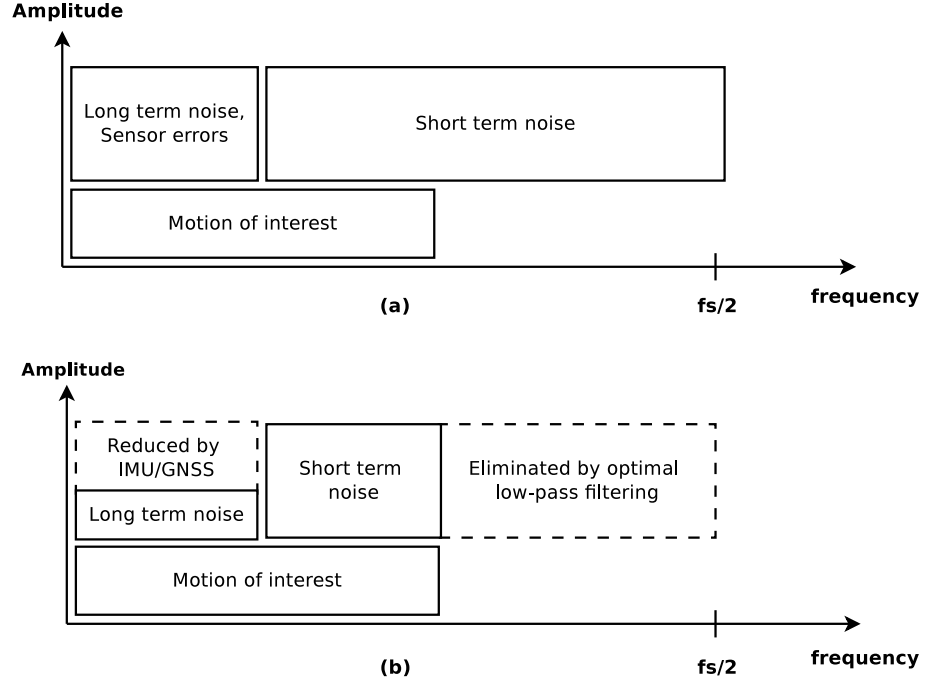 Amplitude
Long term noise,
Sensor errors
Short term noise
Motion of interest
(a)
fs/2
frequency
Amplitude
Reduced by
IMU/GNSS
Long term noise
Short term
noise
Eliminated by optimal
low-pass filtering
Motion of interest
(b)
fs/2
frequency